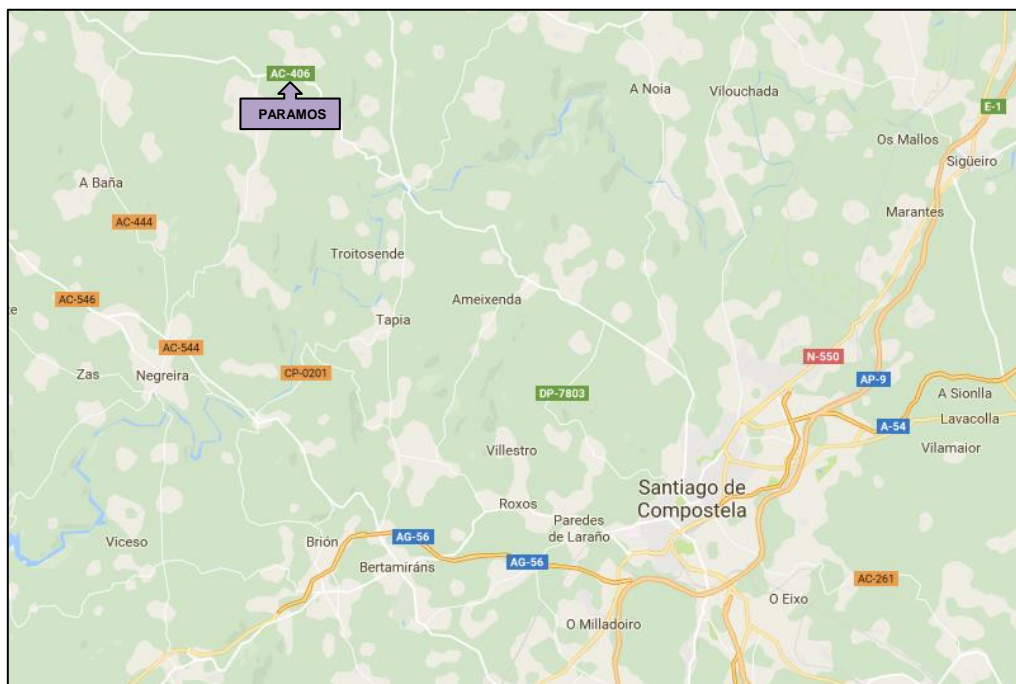 AC-406
PARAMOS
A Noia
Vilouchada
E-1
Os Mallos
Sigüeiro
A Baña
AC-444
Marantes
Troitosende
AC-546
te
Ameixenda
Tapia
AC-544
N-550
Zas
Negreira
CP-0201
AP-9
DP-7803
A Sionlla
Lavacolla
A-54
Vilamaior
Villestro
Santiago de
Compostela
Roxos
Paredes
de Laraño
Viceso
Brión
AG-56
Bertamiráns
AG-56
AC-261
O Eixo
O Milladoiro